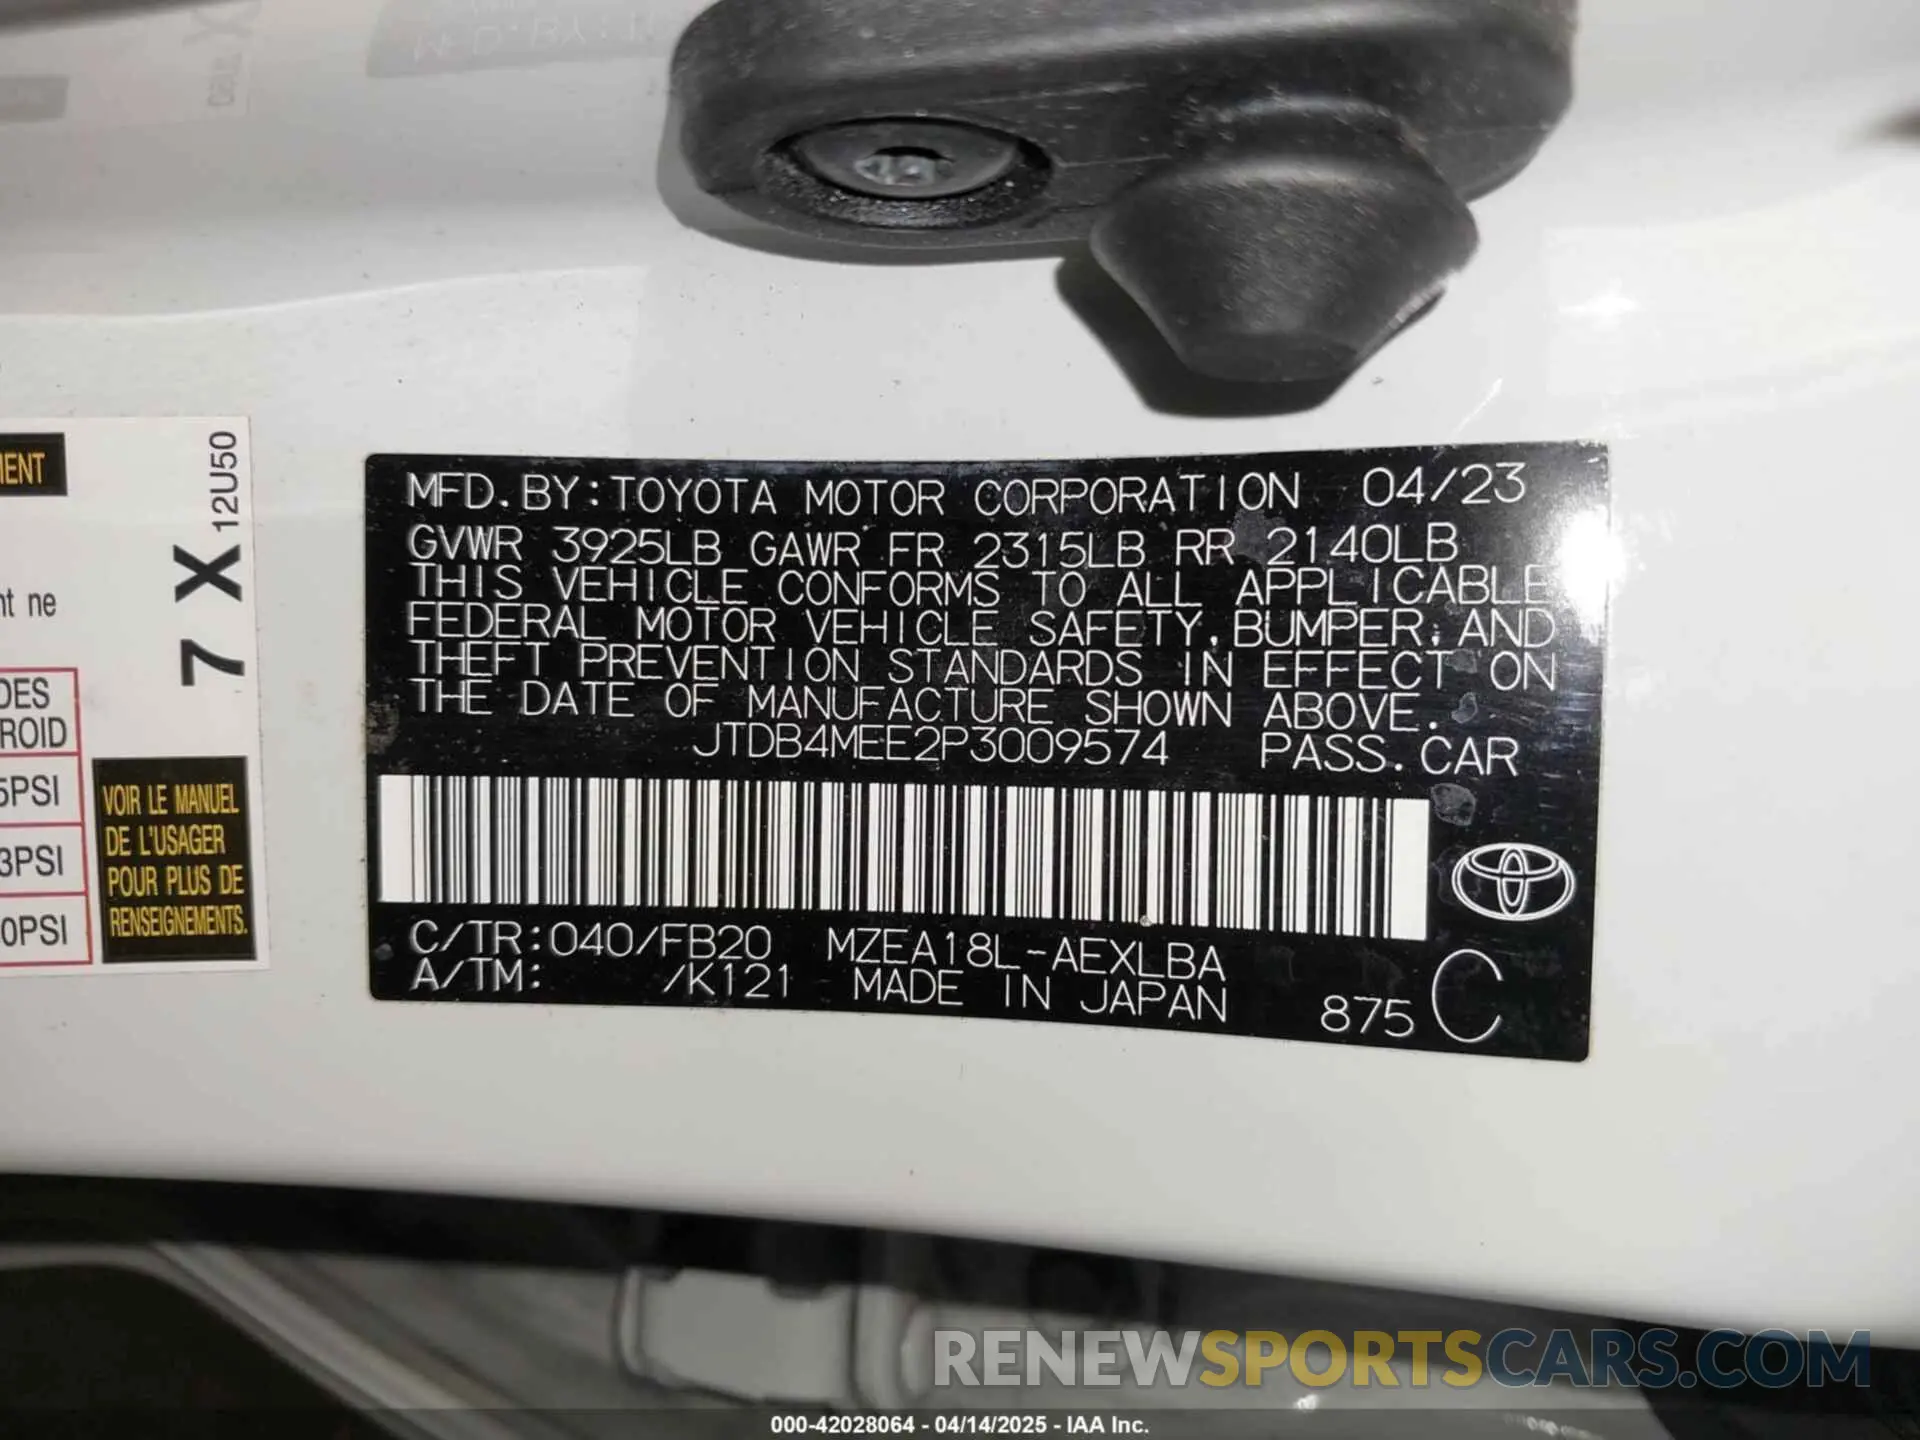 MENT
nt ne
DES
ROID
5PSI
3PSI
0PSI
7 X 12U50
VOIR LE MANUEL
DE L'USAGER
POUR PLUS DE
RENSEIGNEMENTS.
MFD. BY: TOYOTA MOTOR CORPORATION 04/23
GVWR 3925LB GAWR FR 2315LB RR 2140LB
THIS VEHICLE CONFORMS TO ALL APPLICABLE
FEDERAL MOTOR VEHICLE SAFETY, BUMPER, AND
THEFT PREVENTION STANDARDS IN EFFECT ON
THE DATE OF MANUFACTURE SHOWN ABOVE.
JTDB4MEE2P3009574 PASS. CAR
C/TR: 040/FB20 MZEA18L-AEXLBA
A/TM: /K121 MADE IN JAPAN 875 C
RENEWSPORTSCARS.COM
000-42028064 - 04/14/2025 - IAA Inc.